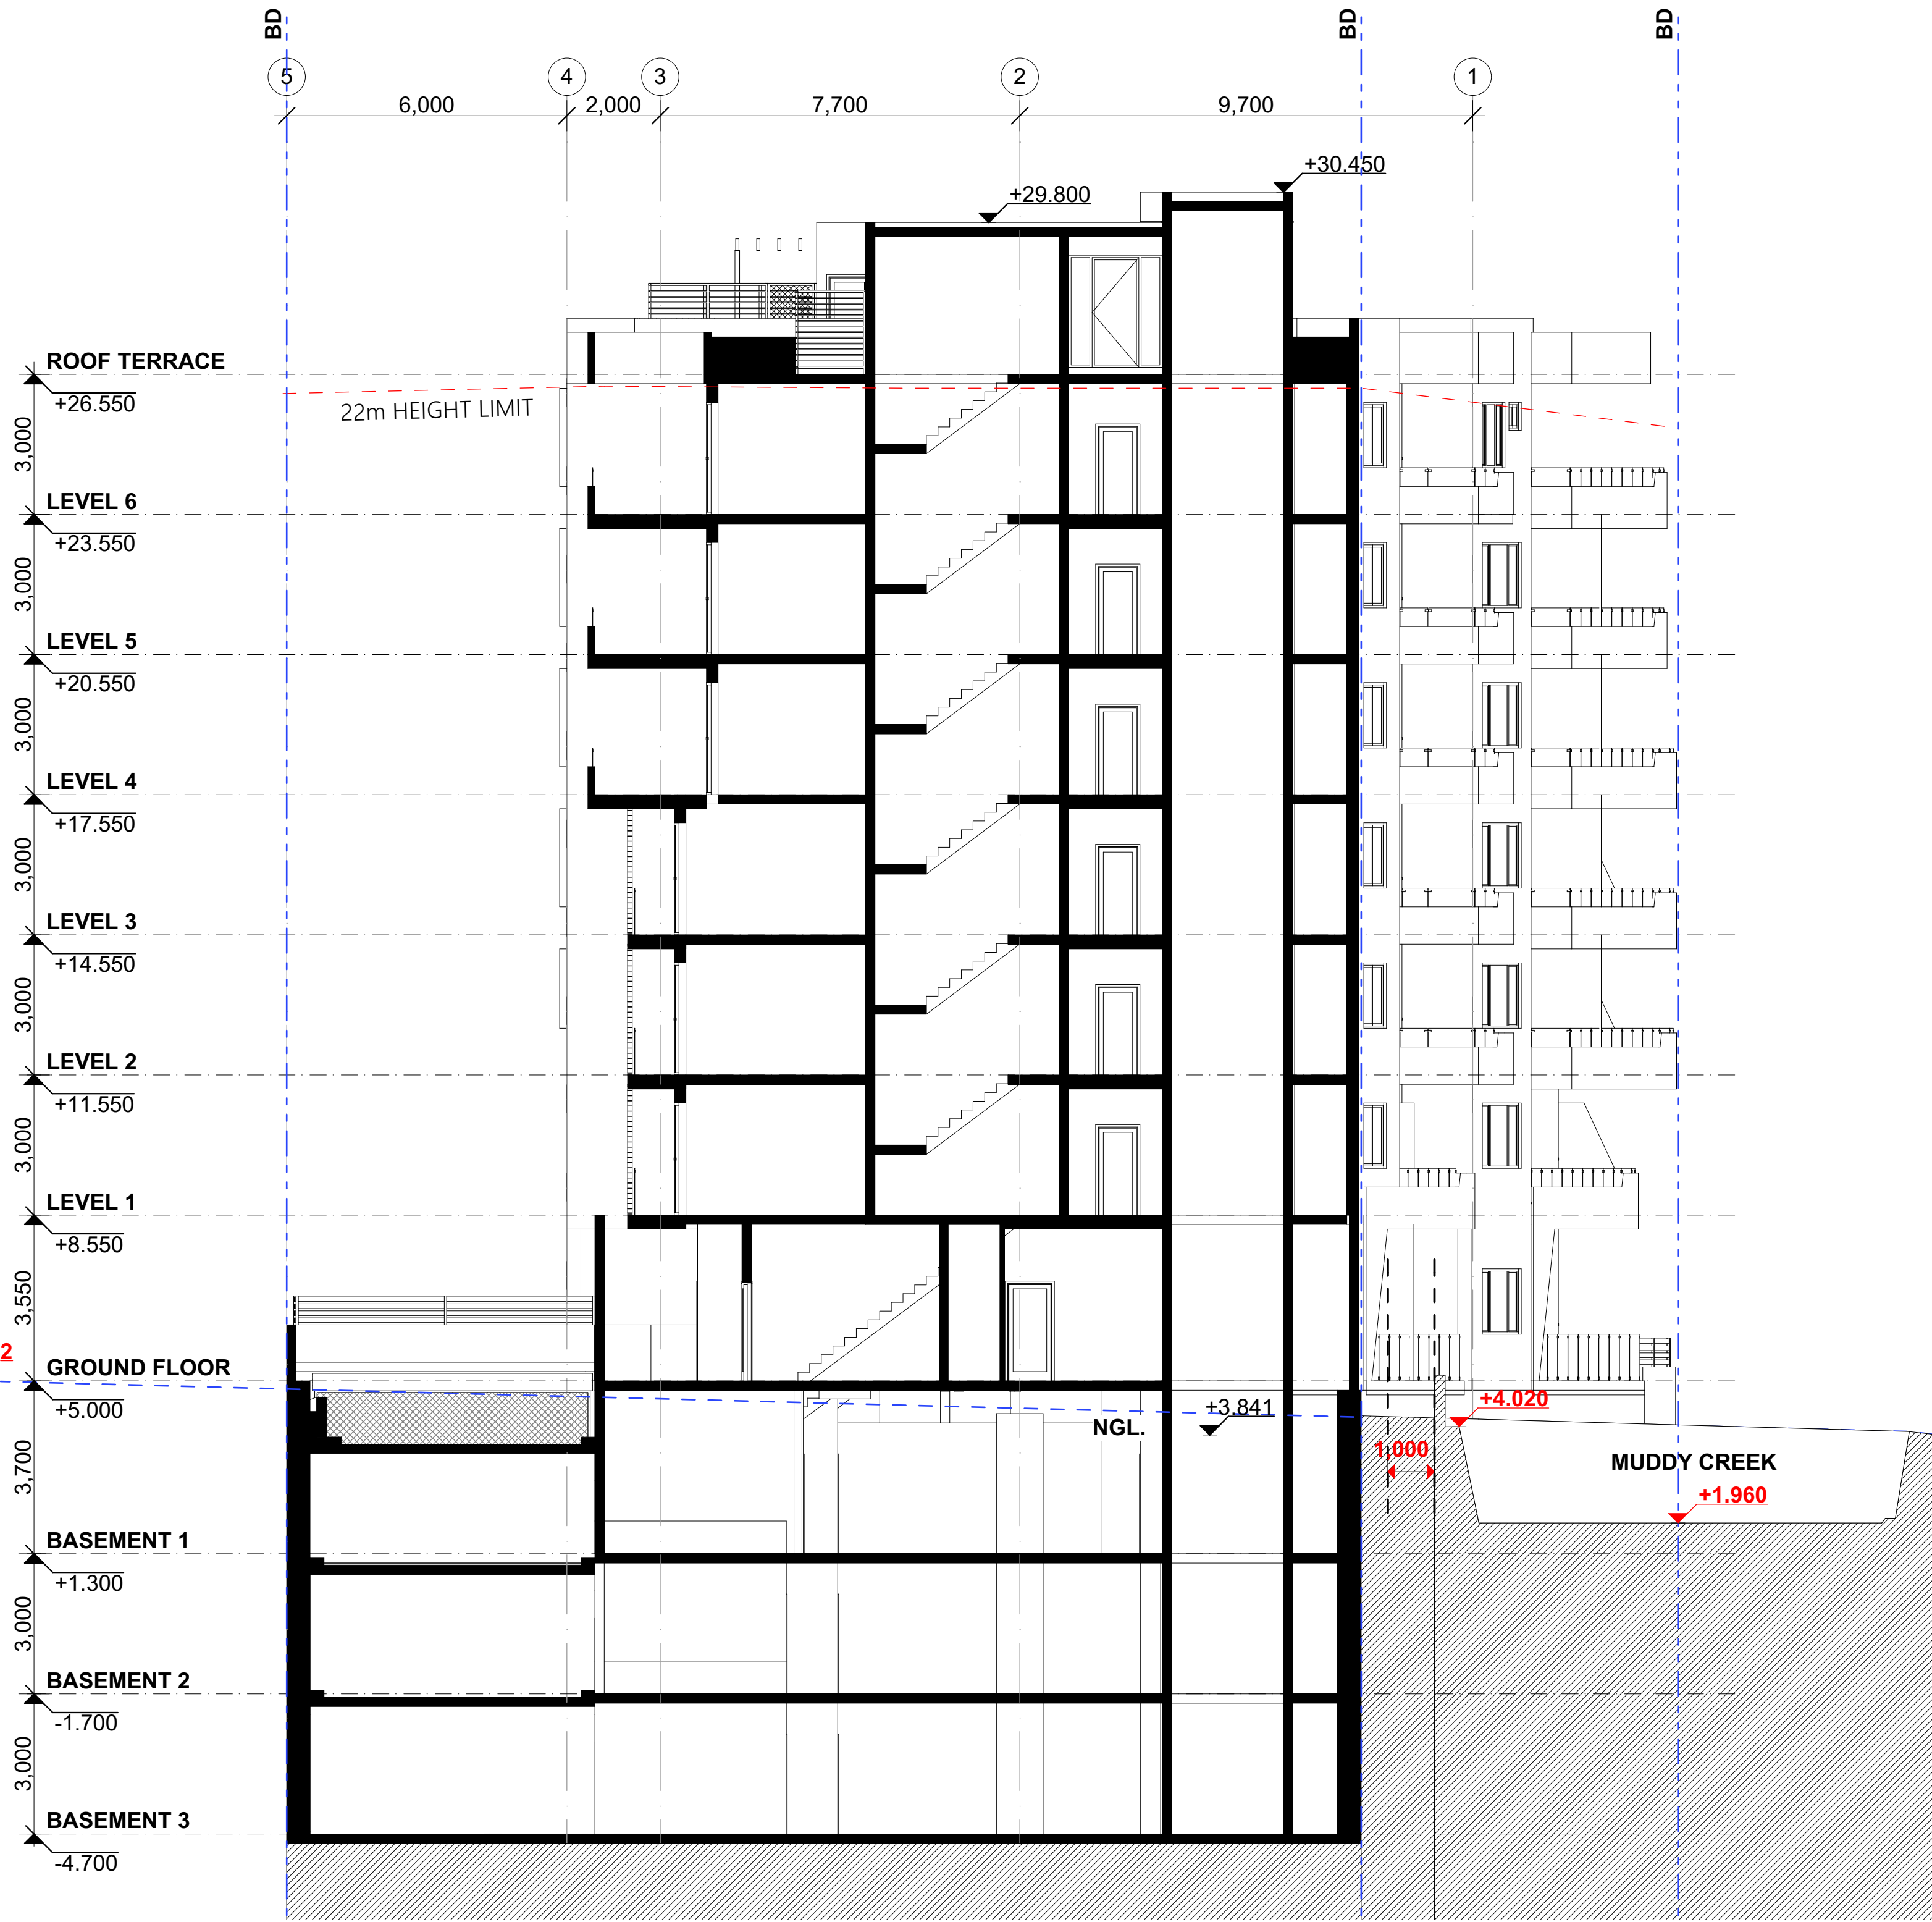 BD
BD
BD
5
4
3
2
1
6,000
2,000
7,700
9,700
+30.450
+29.800
ROOF TERRACE
+26.550
22m HEIGHT LIMIT
3,000
LEVEL 6
+23.550
3,000
LEVEL 5
+20.550
3,000
LEVEL 4
+17.550
3,000
LEVEL 3
+14.550
3,000
LEVEL 2
+11.550
3,000
LEVEL 1
+8.550
3,550
2
GROUND FLOOR
+5.000
+4.020
+3.841
NGL.
1,000
MUDDY CREEK
+1.960
3,700
BASEMENT 1
+1.300
3,000
BASEMENT 2
-1.700
3,000
BASEMENT 3
-4.700